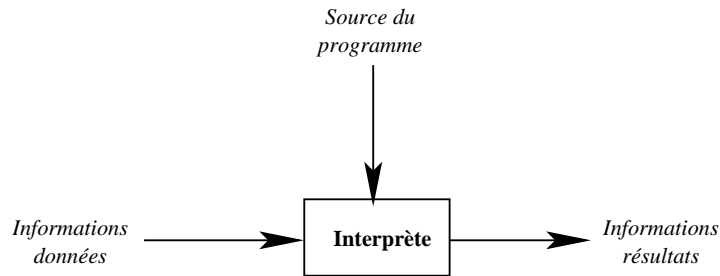 Source du
programme
Informations
données
Interprète
Informations
résultats